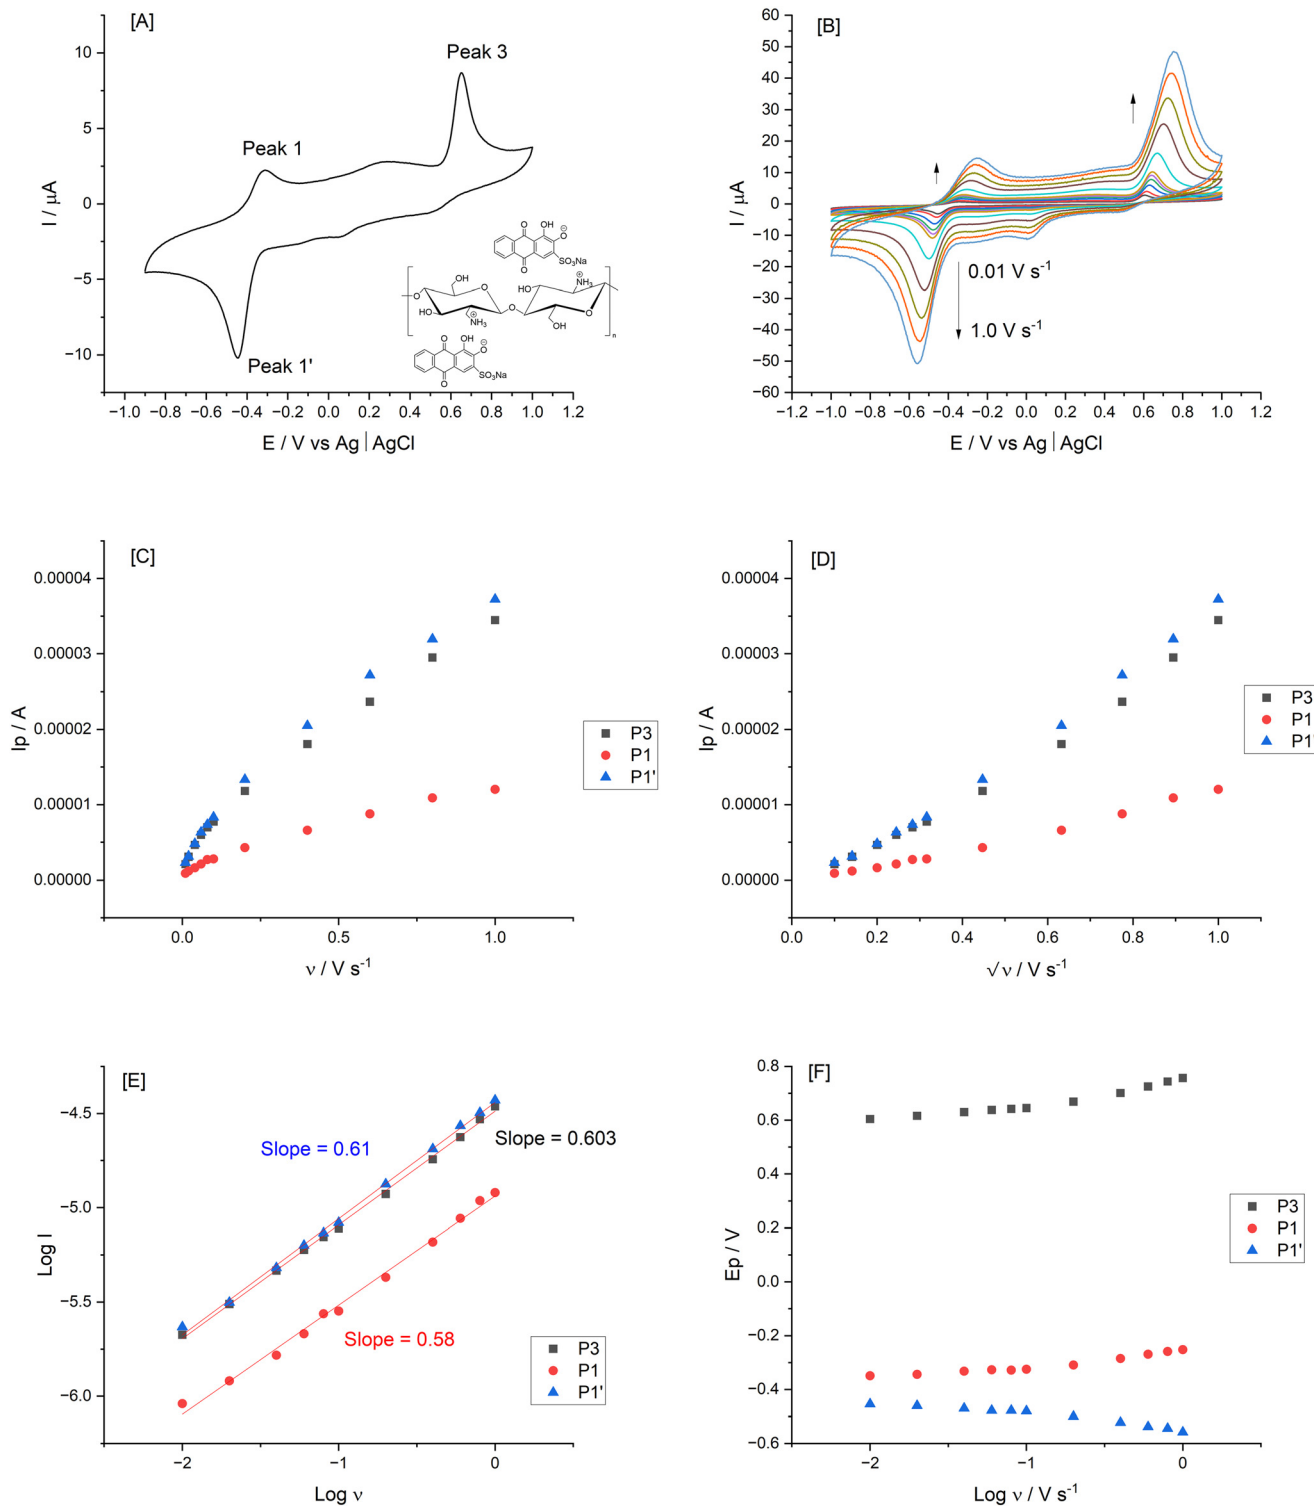 [A]
Peak 3
Peak 1
Peak 1'
10
5
0
−5
−10
I / μA
−1.0 −0.8 −0.6 −0.4 −0.2 0.0 0.2 0.4 0.6 0.8 1.0 1.2
E / V vs Ag | AgCl
O OH
O⊖
SO3Na
O
OH
HO
⊕NH3
O
O
HO
NH3⊕
O
OH
n
O OH
O⊖
SO3Na
O
[B]
60
50
40
30
20
10
0
−10
−20
−30
−40
−50
−60
I / μA
0.01 V s-1
1.0 V s-1
−1.2 −1.0 −0.8 −0.6 −0.4 −0.2 0.0 0.2 0.4 0.6 0.8 1.0 1.2
E / V vs Ag | AgCl
[C]
0.00004
0.00003
0.00002
0.00001
0.00000
Ip / A
P3
P1
P1'
0.0 0.5 1.0
ν / V s-1
[D]
0.00004
0.00003
0.00002
0.00001
0.00000
Ip / A
P3
P1
P1'
0.0 0.2 0.4 0.6 0.8 1.0
√ν / V s-1
[E]
−4.5
−5.0
−5.5
−6.0
Log I
Slope = 0.61
Slope = 0.603
Slope = 0.58
P3
P1
P1'
−2 −1 0
Log ν
[F]
0.8
0.6
0.4
0.2
0.0
−0.2
−0.4
−0.6
Ep / V
P3
P1
P1'
−2 −1 0
Log ν / V s-1